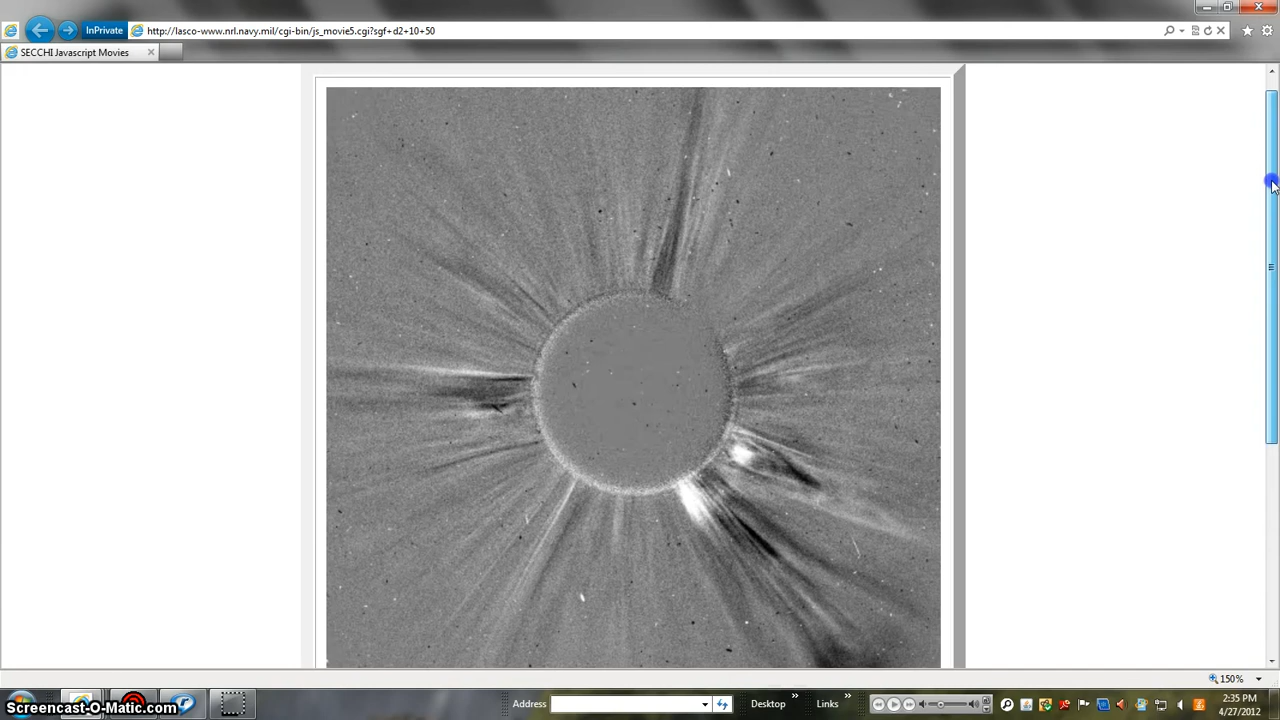 InPrivate
http://lasco-www.nrl.navy.mil/cgi-bin/js_movie5.cgi?sgf+d2+10+50
SECCHI Javascript Movies
150%
Address
Desktop
»
Links
»
2:35 PM
4/27/2012
Screencast-O-Matic.com